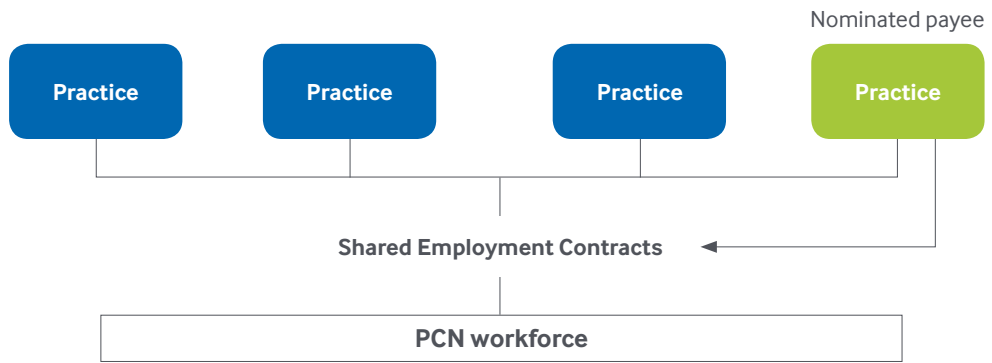 Nominated payee
Practice
Practice
Practice
Practice
Shared Employment Contracts
PCN workforce